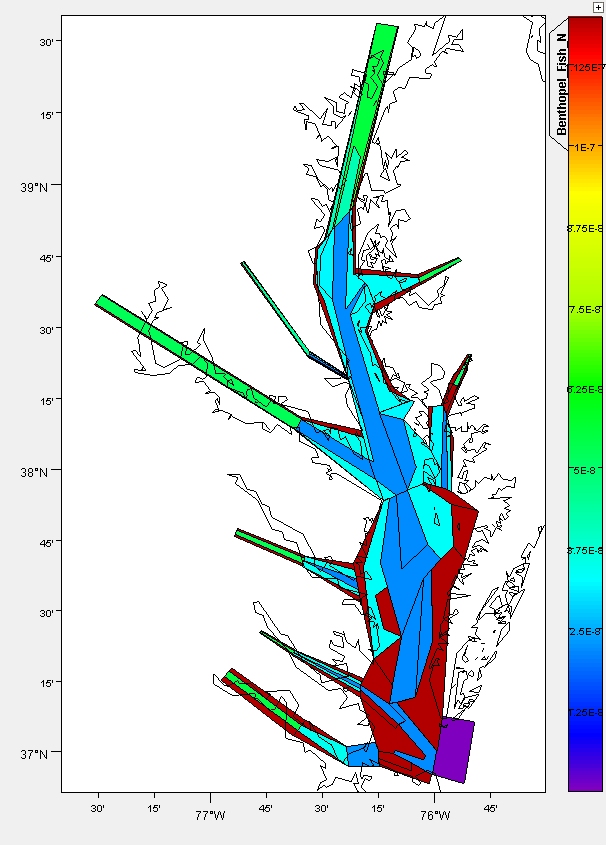 +
Benthopel_Fish_N
1.125E-7
1E-7
8.75E-8
7.5E-8
6.25E-8
5E-8
3.75E-8
2.5E-8
1.25E-8
30'
15'
39°N
45'
30'
15'
38°N
45'
30'
15'
37°N
30'
15'
77°W
45'
30'
15'
76°W
45'